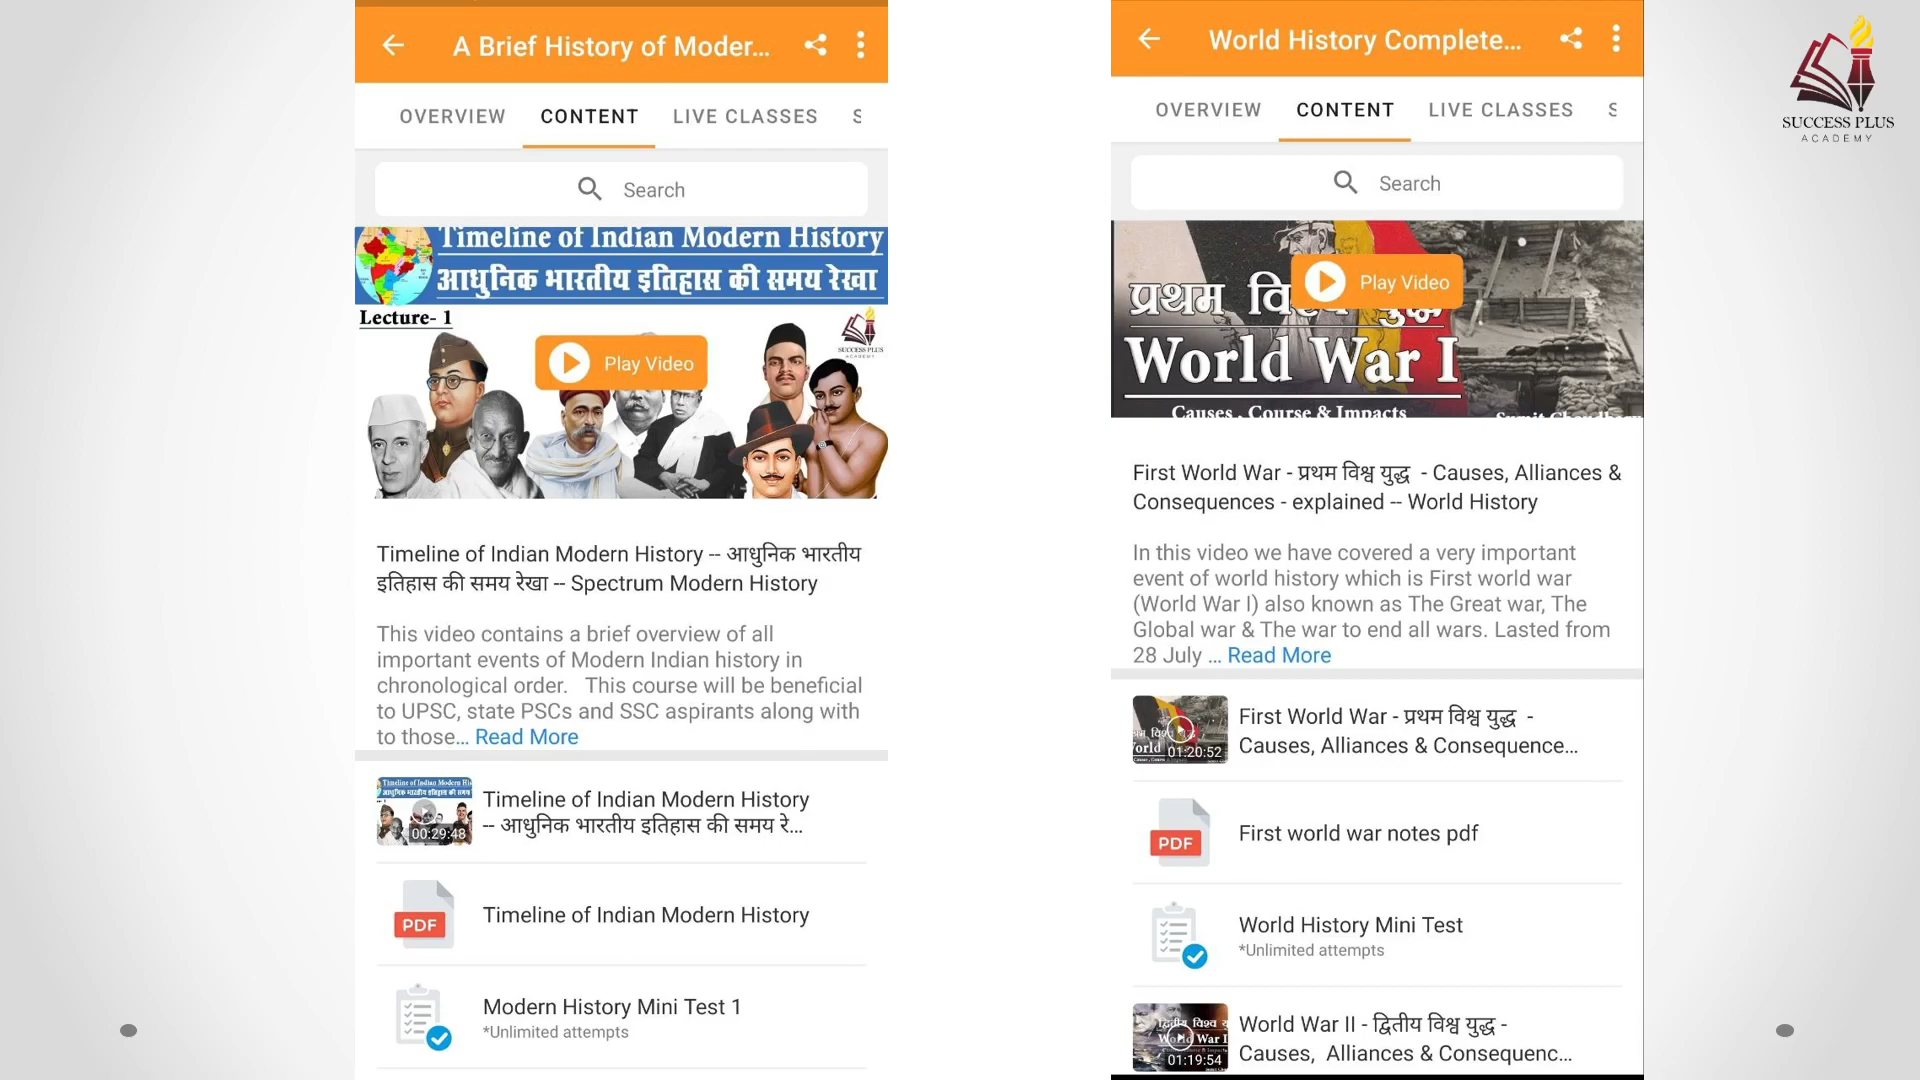 A Brief History of Moder...
OVERVIEW CONTENT LIVE CLASSES S
Search
Timeline of Indian Modern History
आधुनिक भारतीय इतिहास की समय रेखा
Lecture- 1
SUCCESS PLUS
ACADEMY
Play Video
Timeline of Indian Modern History -- आधुनिक भारतीय
इतिहास की समय रेखा -- Spectrum Modern History
This video contains a brief overview of all
important events of Modern Indian history in
chronological order. This course will be beneficial
to UPSC, state PSCs and SSC aspirants along with
to those... Read More
00:29:48
Timeline of Indian Modern History
-- आधुनिक भारतीय इतिहास की समय रे...
PDF
Timeline of Indian Modern History
Modern History Mini Test 1
*Unlimited attempts
World History Complete...
OVERVIEW CONTENT LIVE CLASSES S
Search
प्रथम
युद्ध
Play Video
World War I
Causes , Course & Impacts
Sumit Choudhary
First World War - प्रथम विश्व युद्ध - Causes, Alliances &
Consequences - explained -- World History
In this video we have covered a very important
event of world history which is First world war
(World War I) also known as The Great war, The
Global war & The war to end all wars. Lasted from
28 July ... Read More
01:20:52
First World War - प्रथम विश्व युद्ध -
Causes, Alliances & Consequence...
PDF
First world war notes pdf
World History Mini Test
*Unlimited attempts
01:19:54
World War II - द्वितीय विश्व युद्ध -
Causes, Alliances & Consequenc...
SUCCESS PLUS
ACADEMY